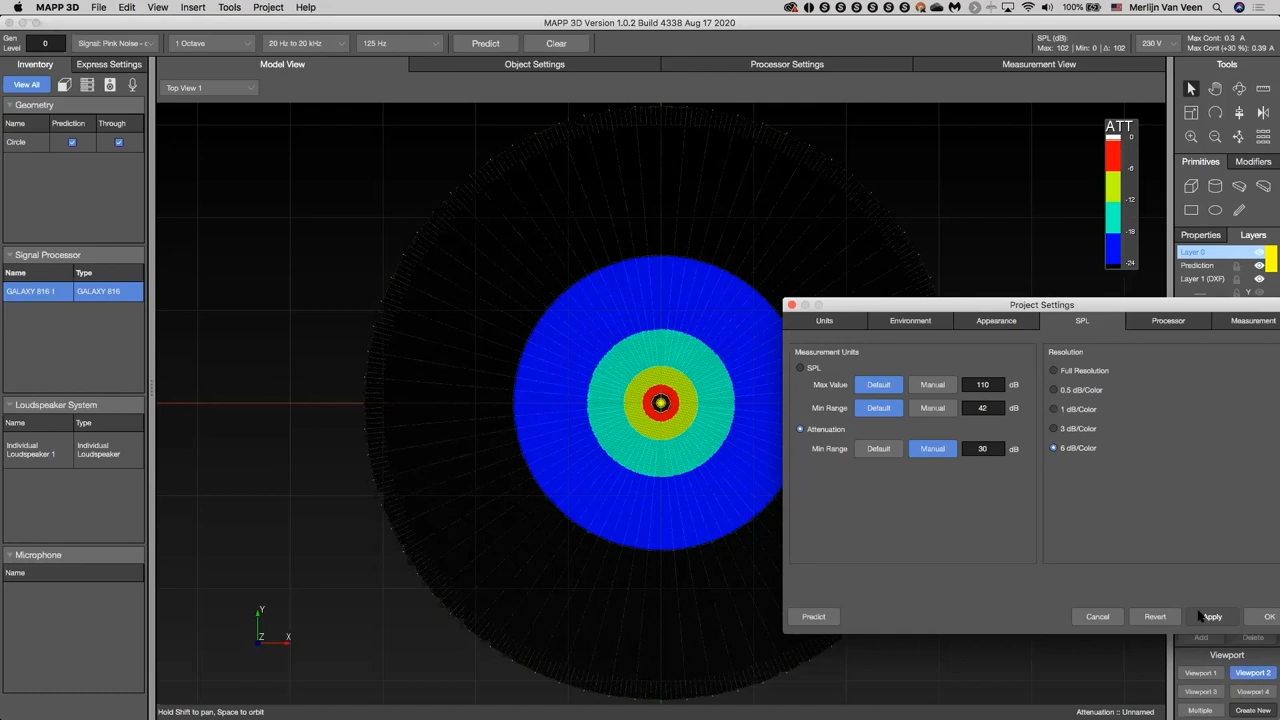 MAPP 3D File Edit View Insert Tools Project Help 100% Merlijn Van Veen
MAPP 3D Version 1.0.2 Build 4338 Aug 17 2020
Gen Level 0 Signal: Pink Noise - 1 Octave 20 Hz to 20 kHz 125 Hz Predict Clear SPL (dB): Max: 102 | Min: 0 | Δ: 102 230 V Max Cont: 0.3 A Max Cont (+30 %): 0.39 A
Inventory Express Settings Model View Object Settings Processor Settings Measurement View Tools
View All Top View 1
Geometry
Name Prediction Through
Circle
ATT
0
-6
-12
-18
-24
Primitives Modifiers
Properties Layers
Layer 0
Prediction
Layer 1 (DXF)
Y
Signal Processor
Name Type
GALAXY 816 1 GALAXY 816
Loudspeaker System
Name Type
Individual Loudspeaker 1 Individual Loudspeaker
Microphone
Name
Project Settings
Units Environment Appearance SPL Processor Measurement
Measurement Units Resolution
SPL Full Resolution
Max Value Default Manual 110 dB 0.5 dB/Color
Min Range Default Manual 42 dB 1 dB/Color
Attenuation 3 dB/Color
Min Range Default Manual 30 dB 6 dB/Color
Predict Cancel Revert Apply OK
Add Delete
Viewport
Viewport 1 Viewport 2
Viewport 3 Viewport 4
Multiple Create New
Y
Z X
Hold Shift to pan, Space to orbit Attenuation :: Unnamed